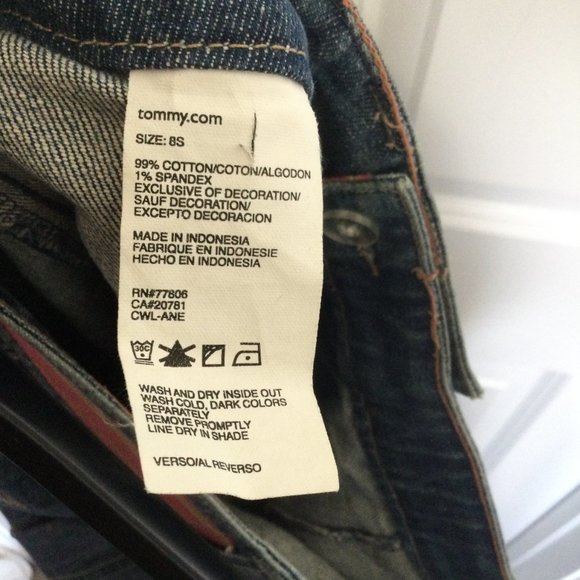 tommy.com
SIZE: 8S
99% COTTON/COTON/ALGODON
1% SPANDEX
EXCLUSIVE OF DECORATION/
SAUF DECORATION/
EXCEPTO DECORACION
MADE IN INDONESIA
FABRIQUE EN INDONESIE
HECHO EN INDONESIA
RN#77806
CA#20781
CWL-ANE
30C
WASH AND DRY INSIDE OUT
WASH COLD, DARK COLORS
SEPARATELY
REMOVE PROMPTLY
LINE DRY IN SHADE
VERSO/AL REVERSO